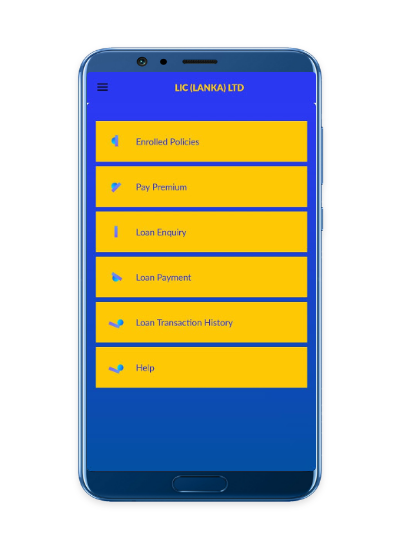 LIC (LANKA) LTD
Enrolled Policies
Pay Premium
Loan Enquiry
Loan Payment
Loan Transaction History
Help